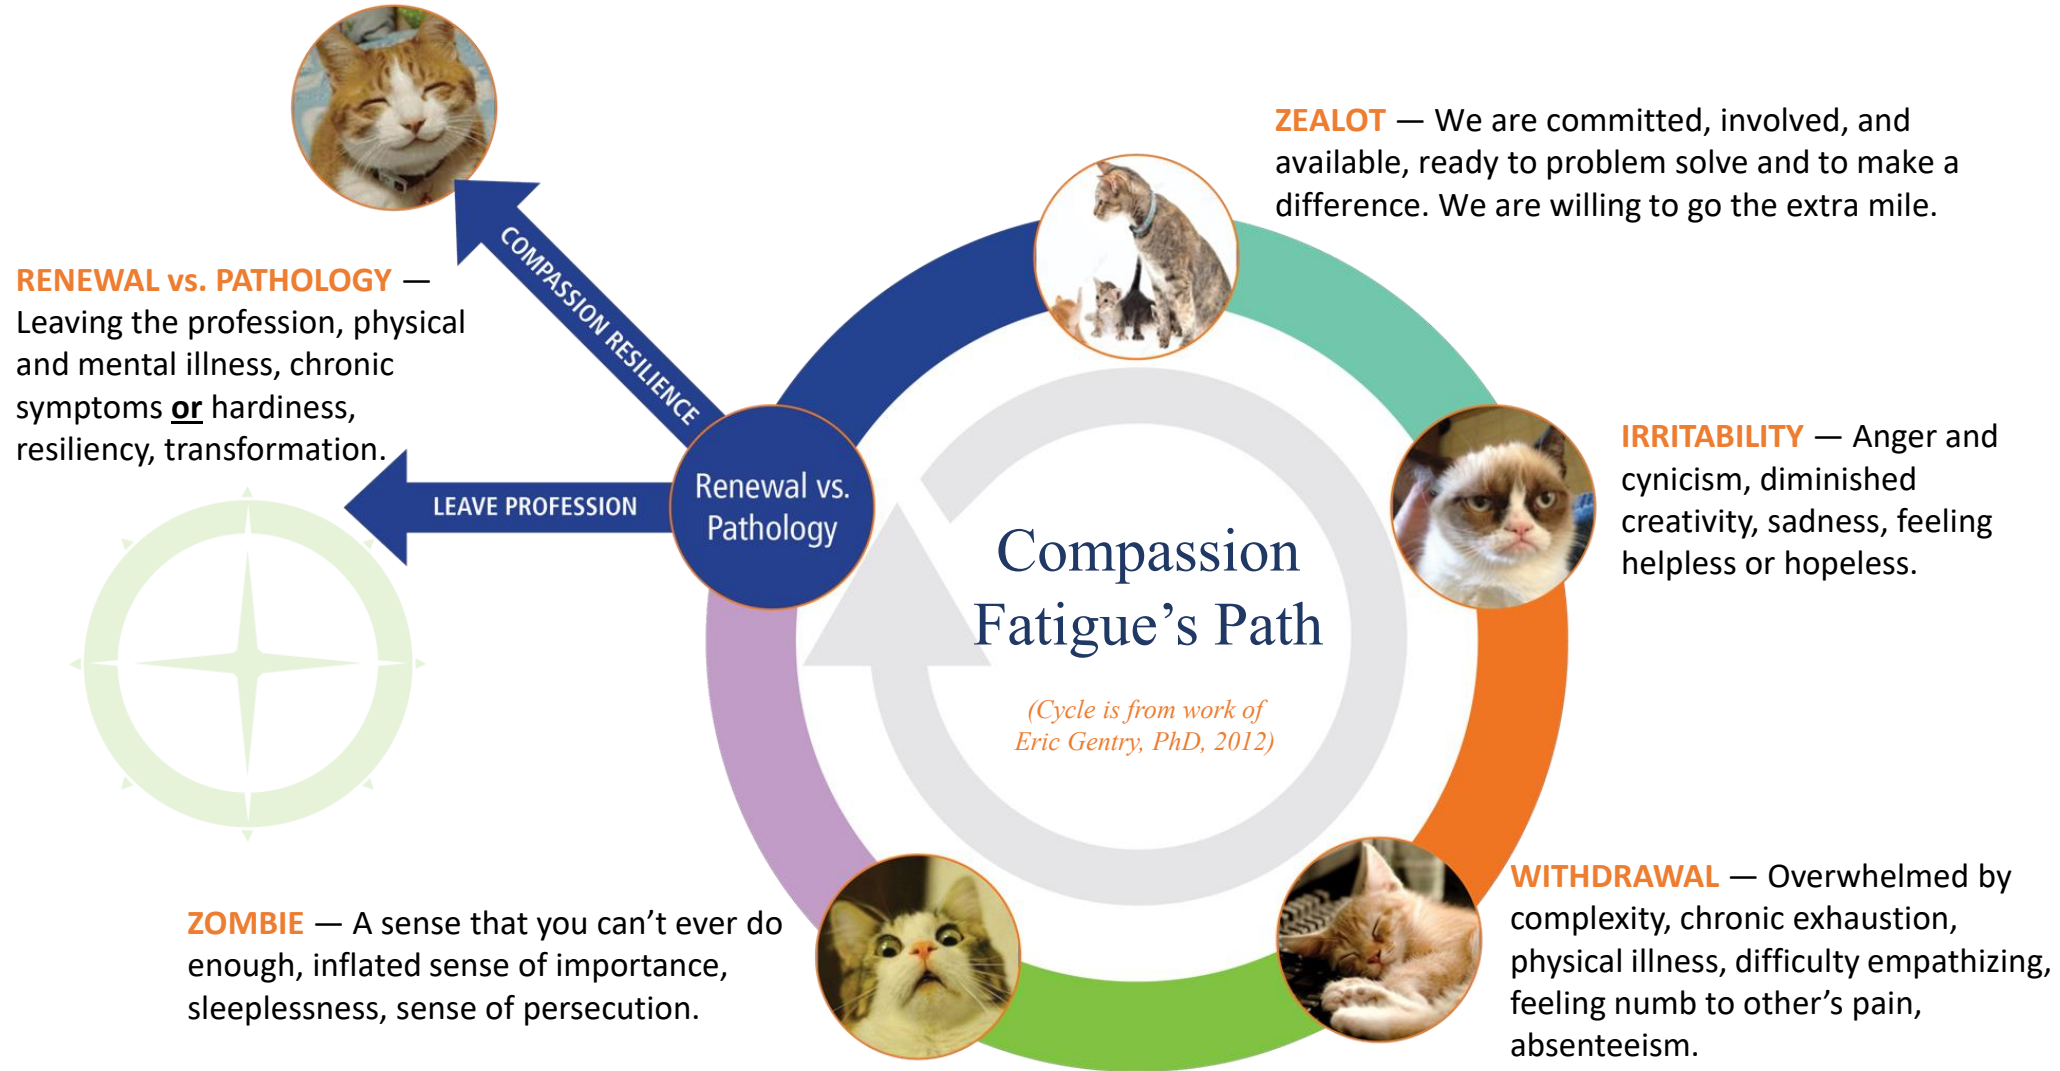 ZEALOT — We are committed, involved, and
available, ready to problem solve and to make a
difference. We are willing to go the extra mile.
COMPASSION RESILIENCE
RENEWAL vs. PATHOLOGY —
Leaving the profession, physical
and mental illness, chronic
symptoms or hardiness,
resiliency, transformation.
LEAVE PROFESSION
Renewal vs.
Pathology
IRRITABILITY — Anger and
cynicism, diminished
creativity, sadness, feeling
helpless or hopeless.
Compassion
Fatigue’s Path
(Cycle is from work of
Eric Gentry, PhD, 2012)
WITHDRAWAL — Overwhelmed by
complexity, chronic exhaustion,
physical illness, difficulty empathizing,
feeling numb to other’s pain,
absenteeism.
ZOMBIE — A sense that you can’t ever do
enough, inflated sense of importance,
sleeplessness, sense of persecution.